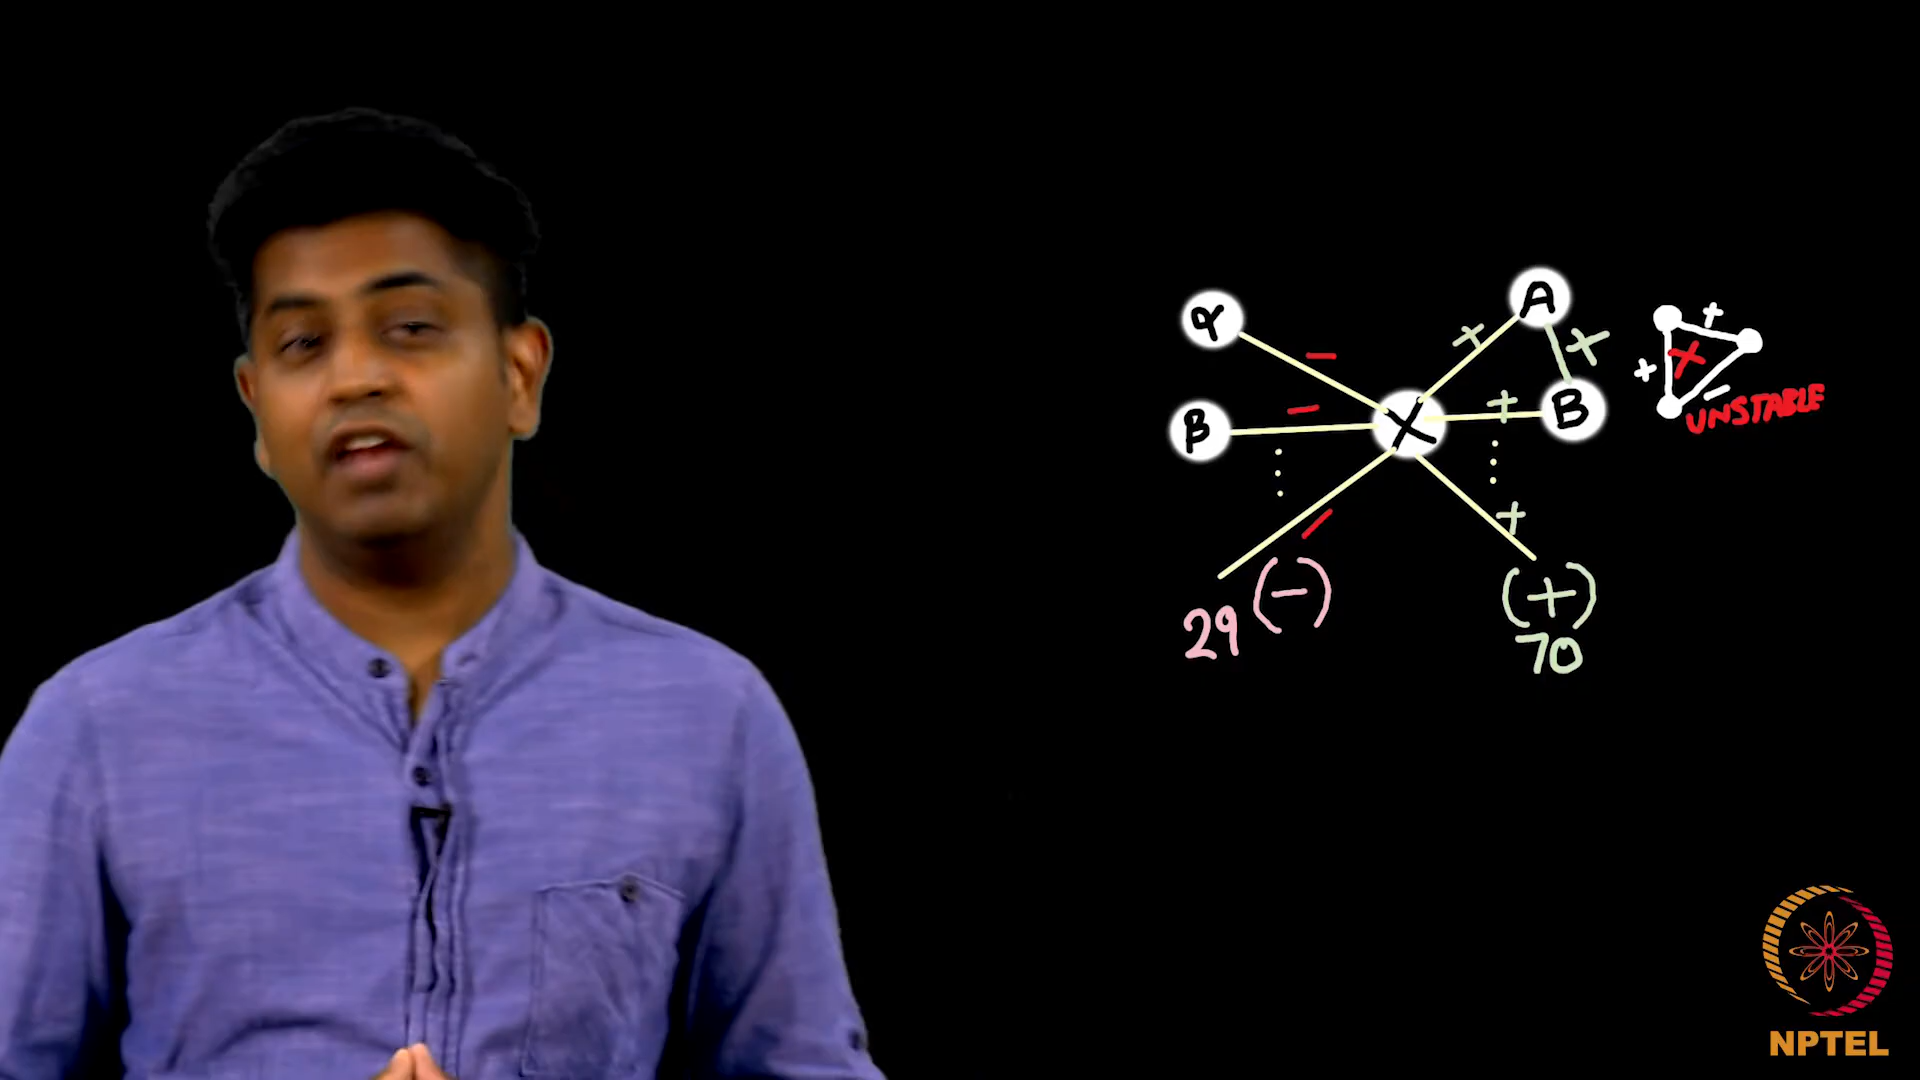 A
+
α
+
+
+
-
X
+
-
+
B
β
-
UNSTABLE
X
-
+
29 (-)
(+)
70
NPTEL